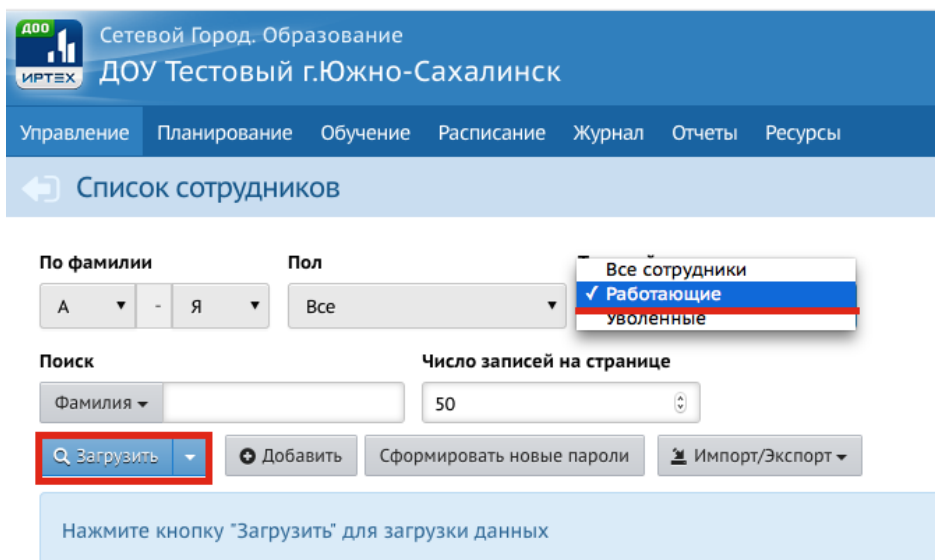 ДОО
ИРТЕХ
Сетевой Город. Образование
ДОУ Тестовый г.Южно-Сахалинск
Управление Планирование Обучение Расписание Журнал Отчеты Ресурсы
Список сотрудников
По фамилии Пол
Все сотрудники
А - Я Все ✓ Работающие
Уволенные
Поиск Число записей на странице
Фамилия 50
Загрузить Добавить Сформировать новые пароли Импорт/Экспорт
Нажмите кнопку "Загрузить" для загрузки данных